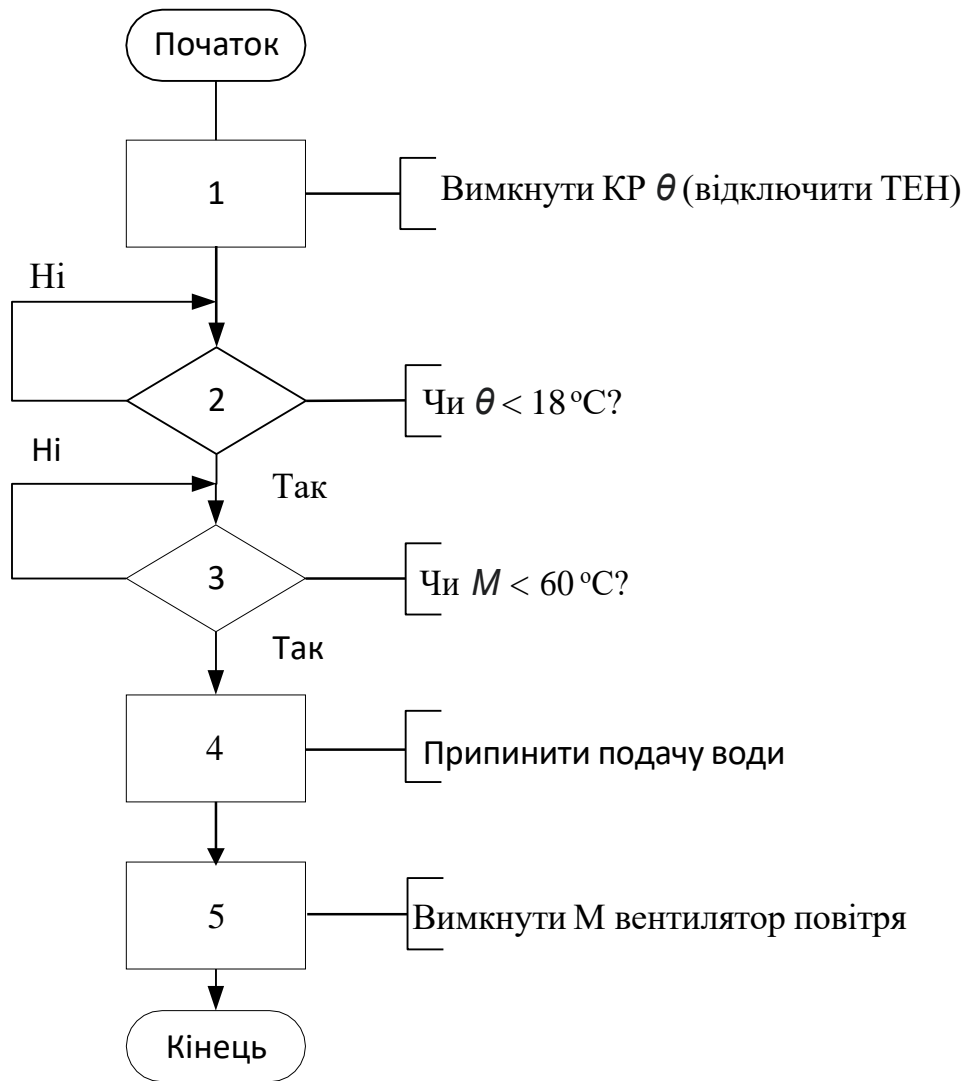 Початок
1
Вимкнути КР θ (відключити ТЕН)
Ні
2
Чи θ < 18 °С?
Ні
Так
3
Чи M < 60 °С?
Так
4
Припинити подачу води
5
Вимкнути М вентилятор повітря
Кінець